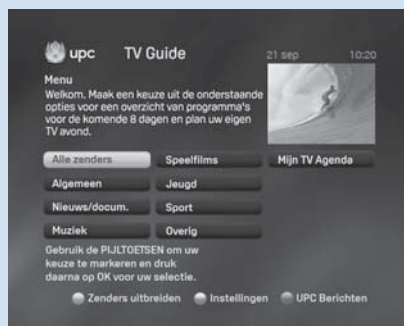 upc TV Guide 21 sep 10:20
Menu
Welkom. Maak een keuze uit de onderstaande
opties voor een overzicht van programma's
voor de komende 8 dagen en plan uw eigen
TV avond.
Alle zenders Speelfilms Mijn TV Agenda
Algemeen Jeugd
Nieuws/docum. Sport
Muziek Overig
Gebruik de PIJLTOETSEN om uw
keuze te markeren en druk
daarna op OK voor uw selectie.
Zenders uitbreiden Instellingen UPC Berichten